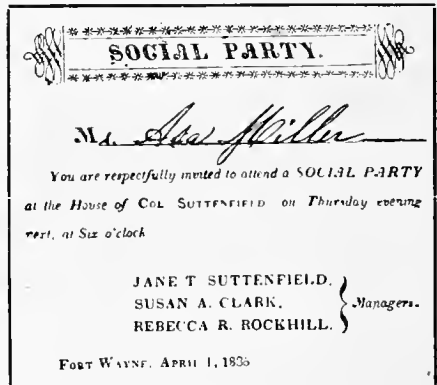 SOCIAL PARTY.
Mr. Asa Miller
You are respectfully invited to attend a SOCIAL PARTY
at the House of COL SUTTENFIELD on Thursday evening
next, at Six o'clock
JANE T SUTTENFIELD,
SUSAN A. CLARK,
REBECCA R. ROCKHILL.
Managers.
FORT WAYNE, APRIL 1,